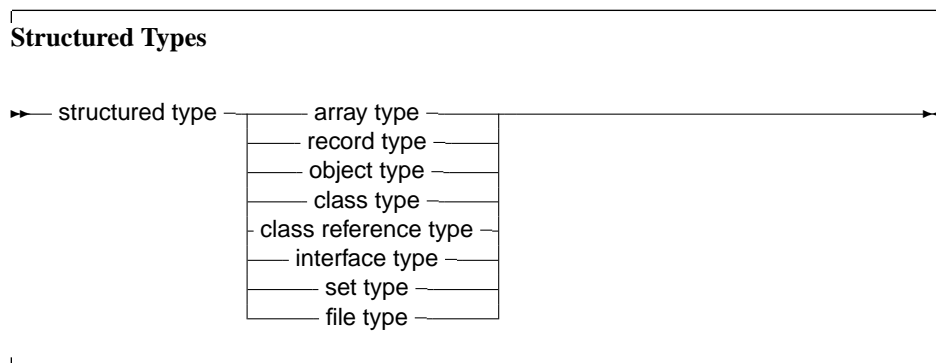 Structured Types
structured type array type
record type
object type
class type
class reference type
interface type
set type
file type